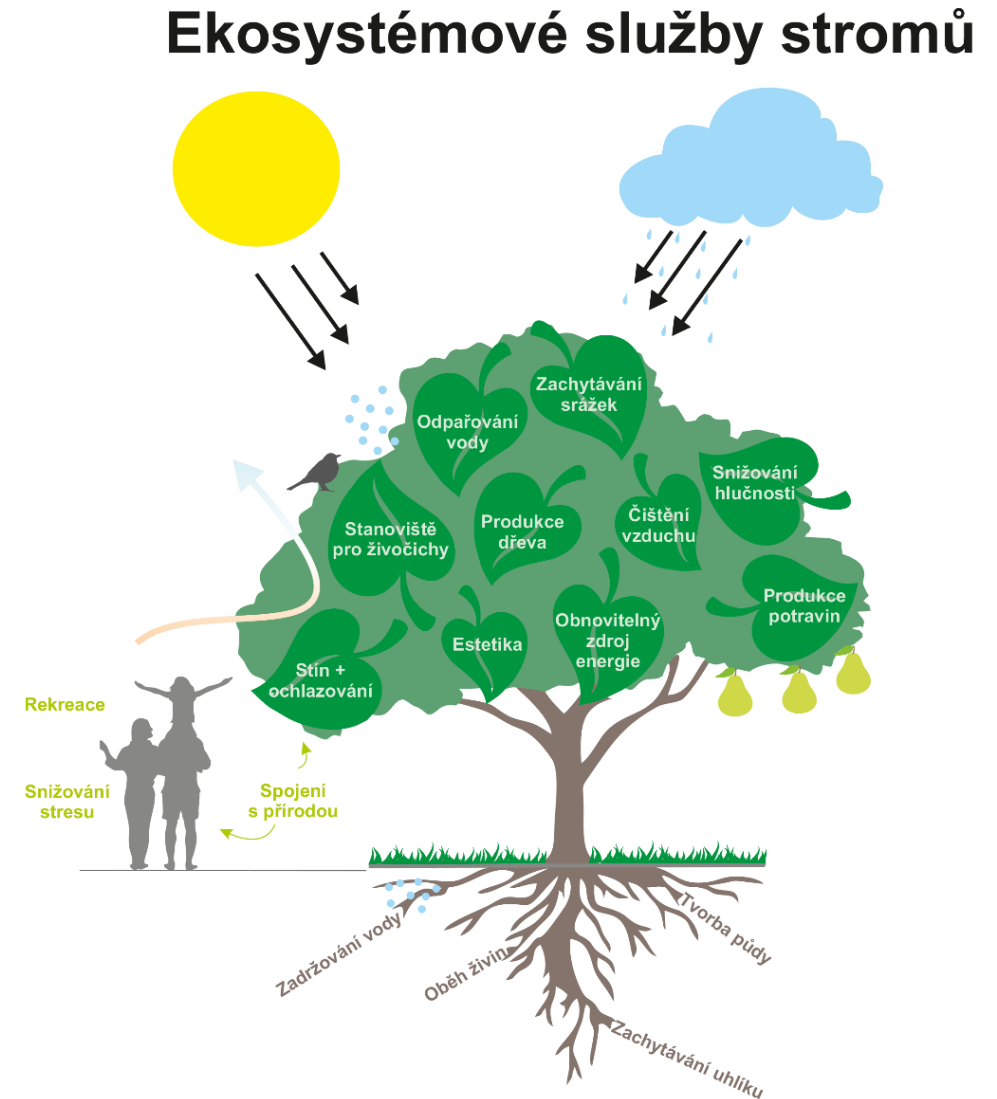 Ekosystémové služby stromů
Odpařování
vody
Zachytávání
srážek
Snižování
hlučnosti
Stanoviště
pro živočichy
Produkce
dřeva
Čištění
vzduchu
Produkce
potravin
Stín +
ochlazování
Estetika
Obnovitelný
zdroj
energie
Rekreace
Snižování
stresu
Spojení
s přírodou
Zadržování vody
Oběh živin
Tvorba půdy
Zachytávání uhlíku